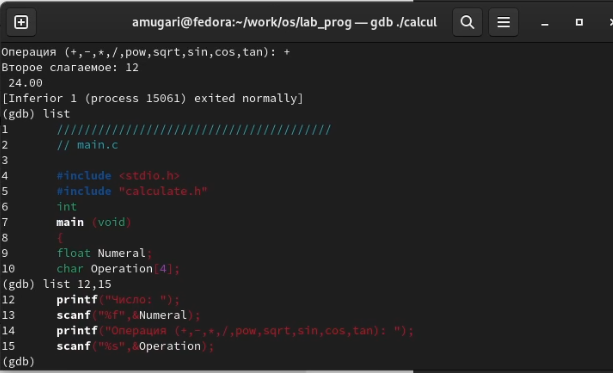 amugari@fedora:~/work/os/lab_prog — gdb ./calcul
Операция (+,-,*,/,pow,sqrt,sin,cos,tan): +
Второе слагаемое: 12
 24.00
[Inferior 1 (process 15061) exited normally]
(gdb) list
1       ////////////////////////////////////////
2       // main.c
3
4       #include <stdio.h>
5       #include "calculate.h"
6       int
7       main (void)
8       {
9       float Numeral;
10      char Operation[4];
(gdb) list 12,15
12      printf("Число: ");
13      scanf("%f",&Numeral);
14      printf("Операция (+,-,*,/,pow,sqrt,sin,cos,tan): ");
15      scanf("%s",&Operation);
(gdb)